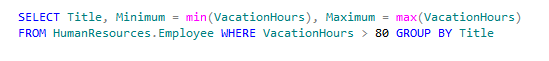 SELECT Title, Minimum = min(VacationHours), Maximum = max(VacationHours)
FROM HumanResources.Employee WHERE VacationHours > 80 GROUP BY Title